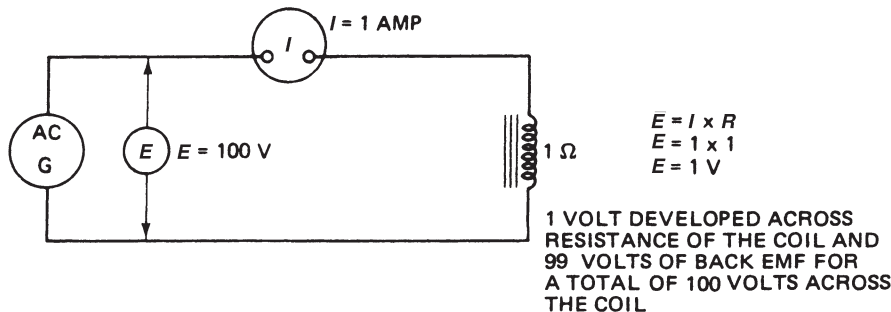 I = 1 AMP
I
AC
G
E
E = 100 V
1 Ω
E = I x R
E = 1 x 1
E = 1 V
1 VOLT DEVELOPED ACROSS
RESISTANCE OF THE COIL AND
99 VOLTS OF BACK EMF FOR
A TOTAL OF 100 VOLTS ACROSS
THE COIL